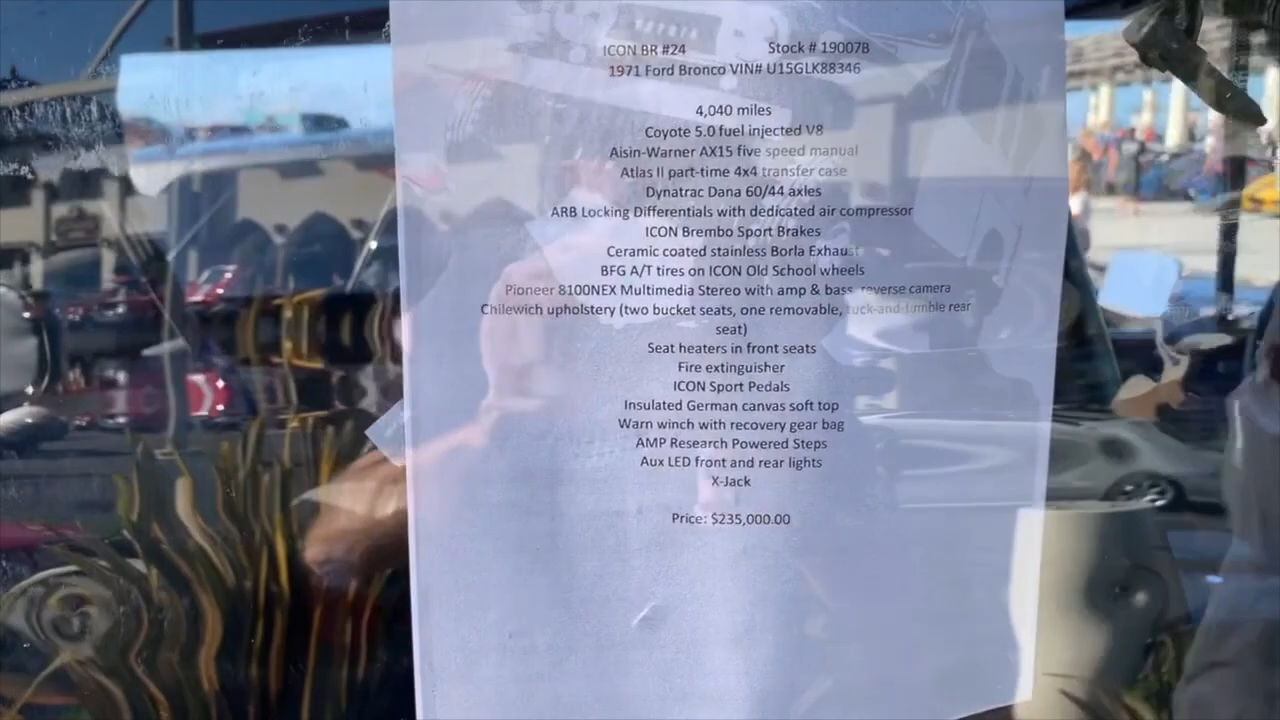 ICON BR #24 Stock # 19007B
1971 Ford Bronco VIN# U15GLK88346
4,040 miles
Coyote 5.0 fuel injected V8
Aisin-Warner AX15 five speed manual
Atlas II part-time 4x4 transfer case
Dynatrac Dana 60/44 axles
ARB Locking Differentials with dedicated air compressor
ICON Brembo Sport Brakes
Ceramic coated stainless Borla Exhaust
BFG A/T tires on ICON Old School wheels
Pioneer 8100NEX Multimedia Stereo with amp & bass, reverse camera
Chilewich upholstery (two bucket seats, one removable, tuck-and-tumble rear
seat)
Seat heaters in front seats
Fire extinguisher
ICON Sport Pedals
Insulated German canvas soft top
Warn winch with recovery gear bag
AMP Research Powered Steps
Aux LED front and rear lights
X-Jack
Price: $235,000.00